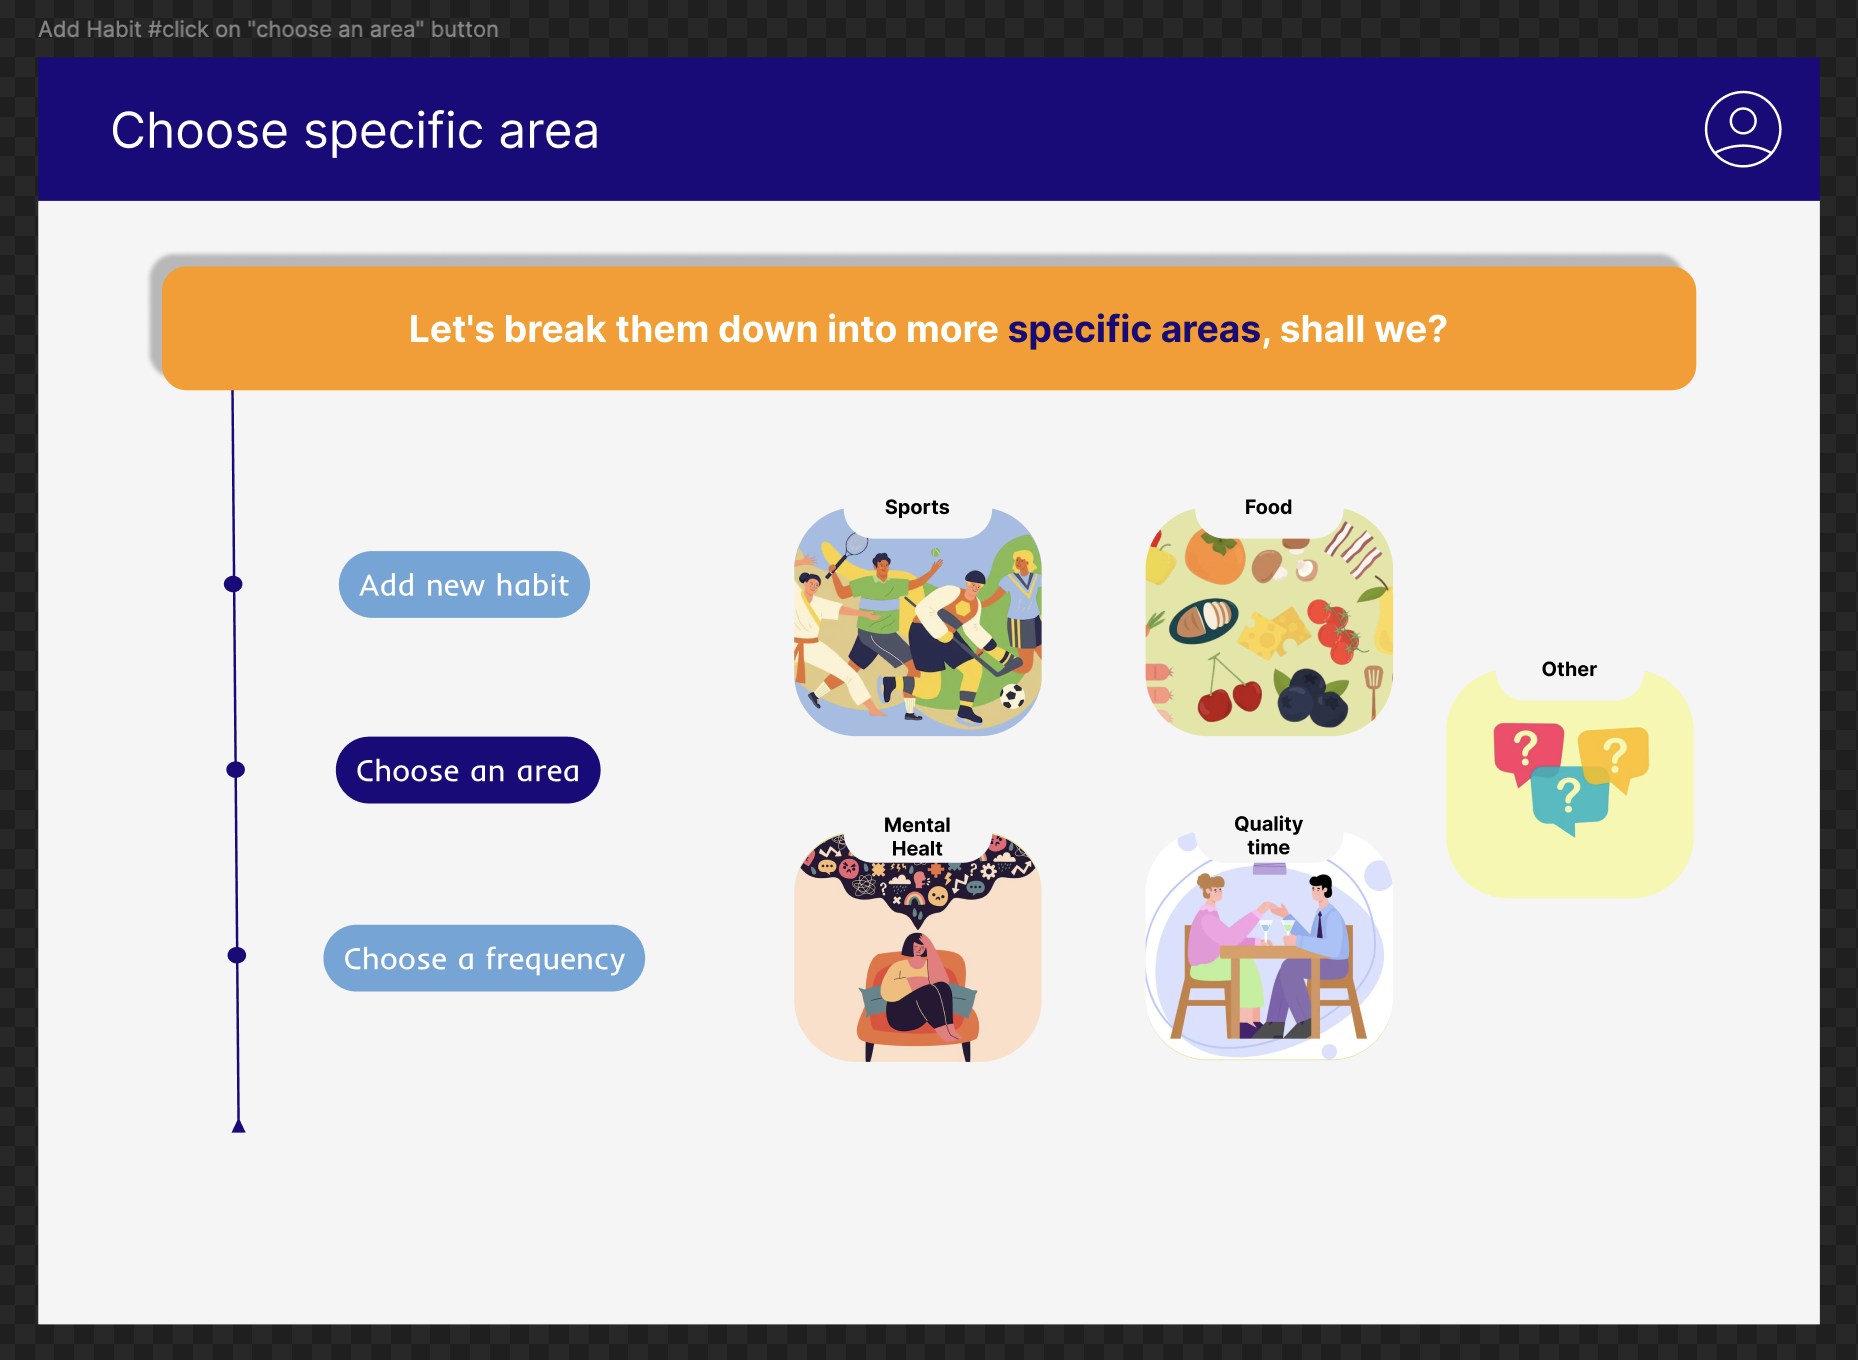 Add Habit #click on "choose an area" button
Choose specific area
Let's break them down into more specific areas, shall we?
Add new habit
Choose an area
Choose a frequency
Sports
Food
Other
? ? ?
Mental
Healt
Quality
time